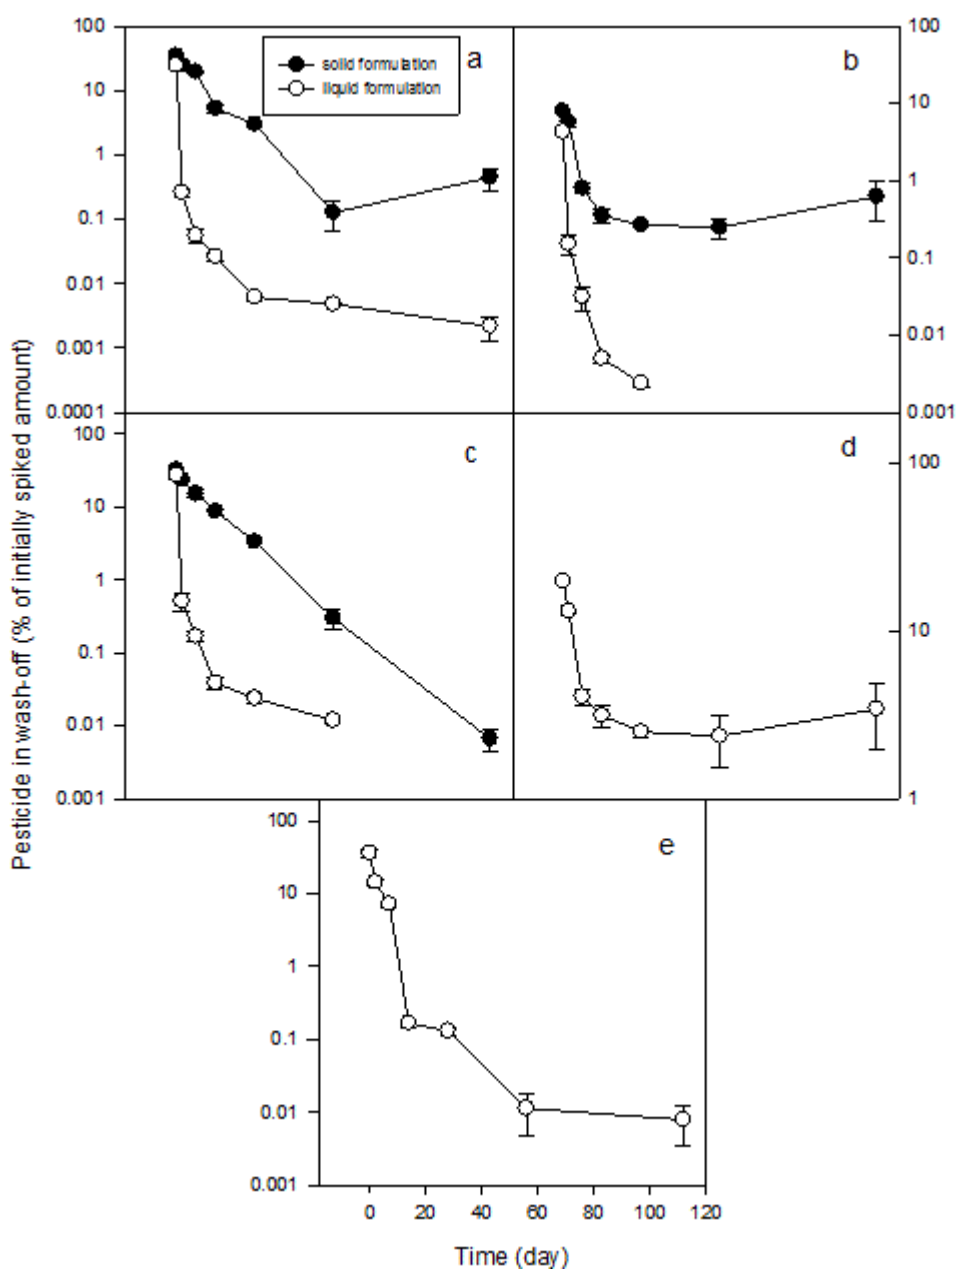 Pesticide in wash-off (% of initially spiked amount)
100
10
1
0.1
0.01
0.001
0.0001
solid formulation
liquid formulation
a
b
100
10
1
0.1
0.01
0.001
100
10
1
0.1
0.01
0.001
c
d
100
10
1
100
10
1
0.1
0.01
0.001
e
0 20 40 60 80 100 120
Time (day)